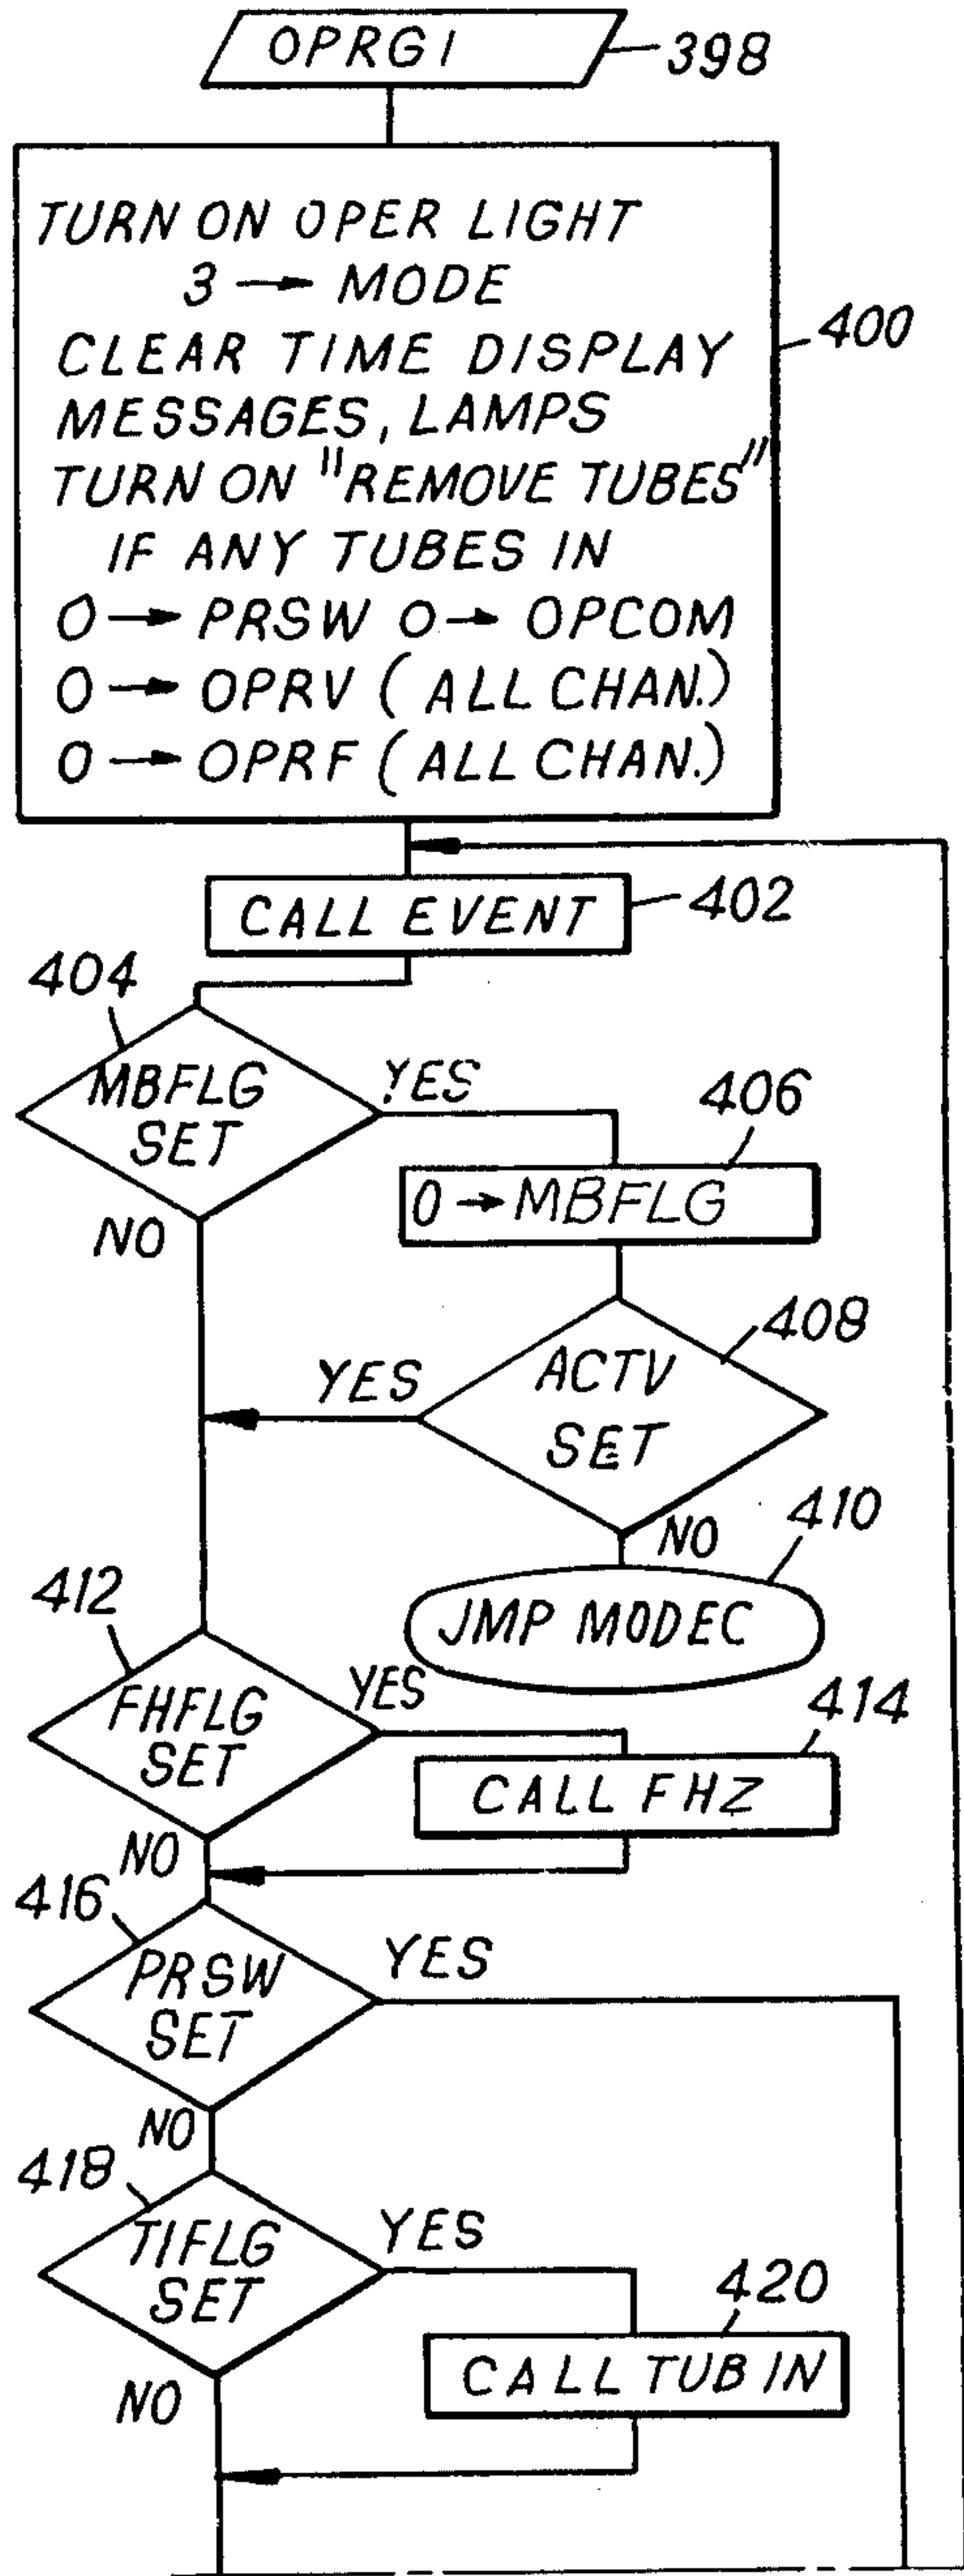 OPRG1
398
TURN ON OPER LIGHT
3 → MODE
CLEAR TIME DISPLAY
MESSAGES, LAMPS
TURN ON "REMOVE TUBES"
IF ANY TUBES IN
0 → PRSW 0 → OPCOM
0 → OPRV (ALL CHAN.)
0 → OPRF (ALL CHAN.)
400
CALL EVENT
402
404
MBFLG
SET
YES
NO
406
0 → MBFLG
408
ACTV
SET
YES
NO
410
JMP MODEC
412
FHFLG
SET
YES
NO
414
CALL FHZ
416
PRSW
SET
YES
NO
418
TIFLG
SET
YES
NO
420
CALL TUB IN